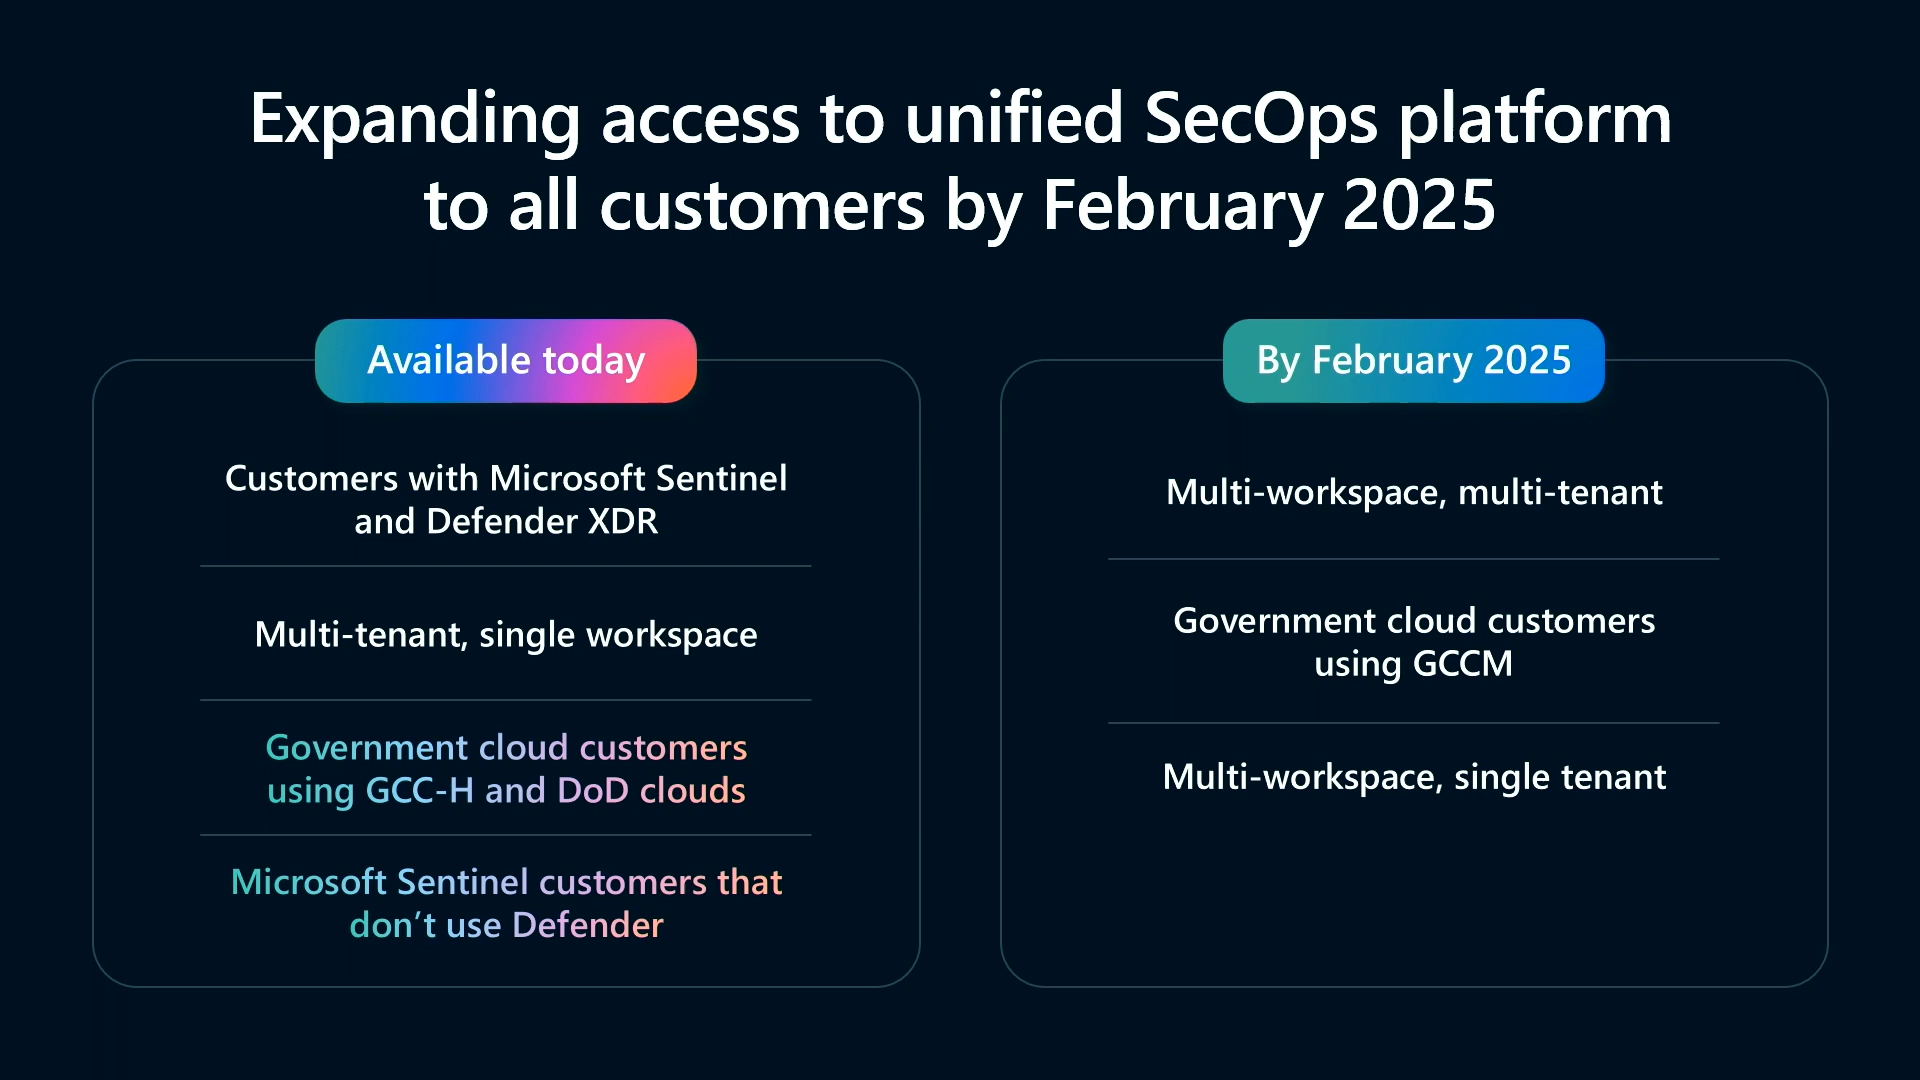 Expanding access to unified SecOps platform
to all customers by February 2025
Available today
Customers with Microsoft Sentinel
and Defender XDR
Multi-tenant, single workspace
Government cloud customers
using GCC-H and DoD clouds
Microsoft Sentinel customers that
don’t use Defender
By February 2025
Multi-workspace, multi-tenant
Government cloud customers
using GCCM
Multi-workspace, single tenant